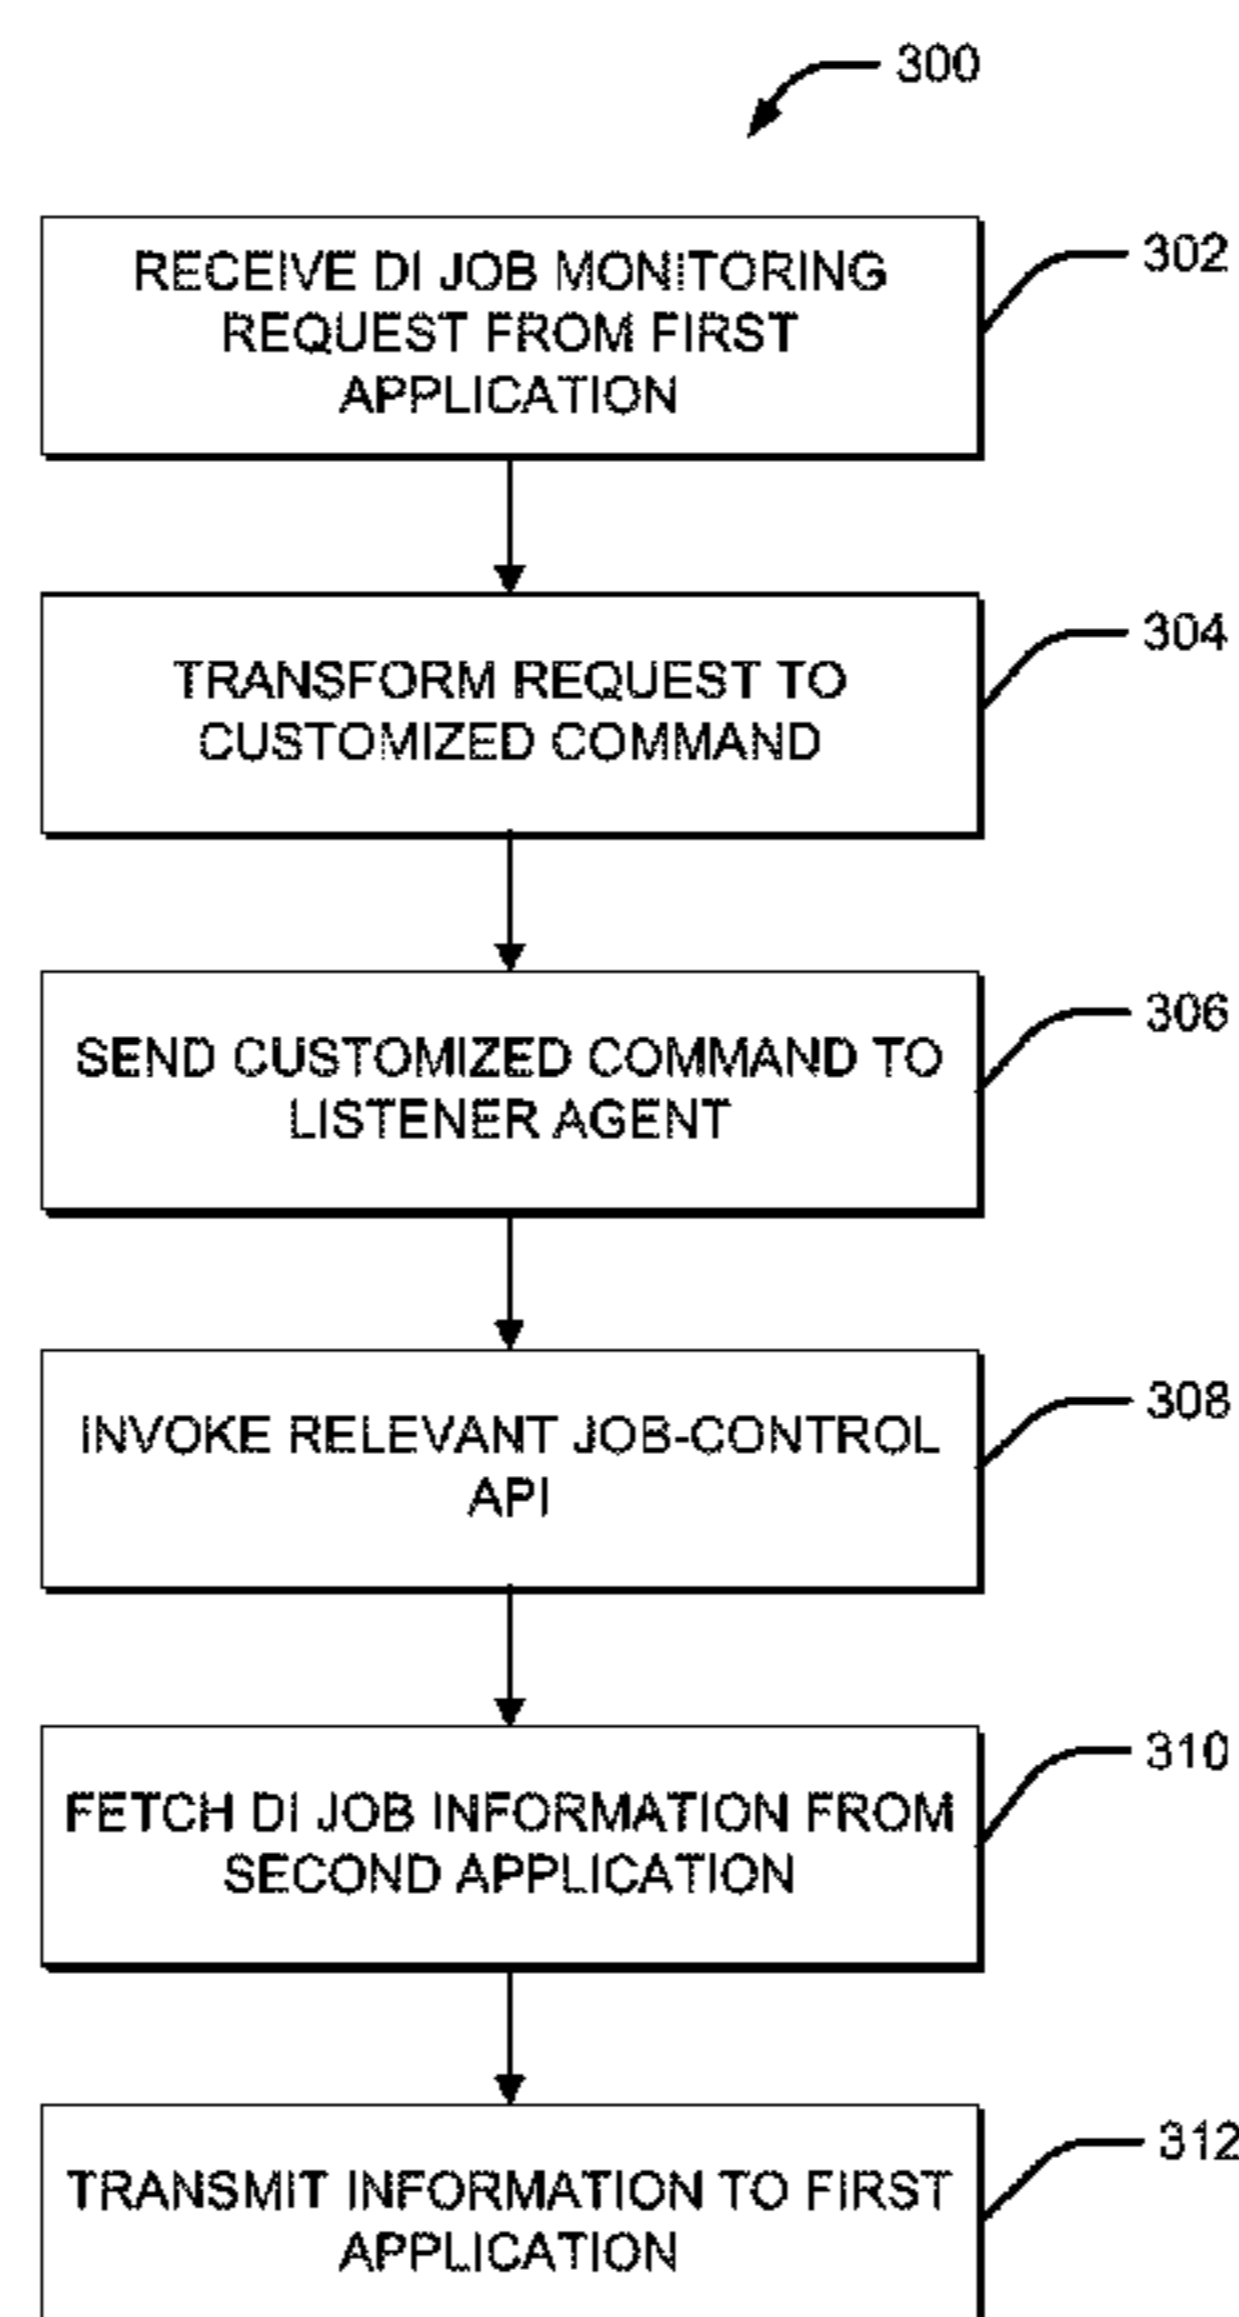 300
RECEIVE DI JOB MONITORING
REQUEST FROM FIRST
APPLICATION
302
TRANSFORM REQUEST TO
CUSTOMIZED COMMAND
304
SEND CUSTOMIZED COMMAND TO
LISTENER AGENT
306
INVOKE RELEVANT JOB-CONTROL
API
308
FETCH DI JOB INFORMATION FROM
SECOND APPLICATION
310
TRANSMIT INFORMATION TO FIRST
APPLICATION
312